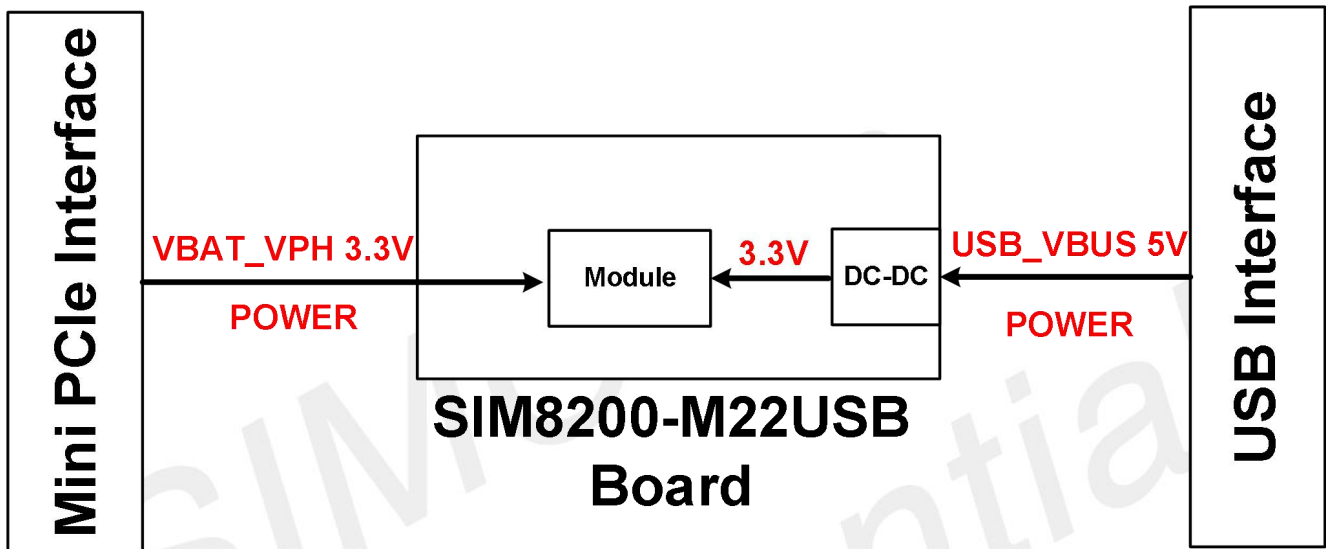 Mini PCIe Interface
VBAT_VPH 3.3V
POWER
Module
3.3V
DC-DC
USB_VBUS 5V
POWER
USB Interface
SIM8200-M22USB
Board